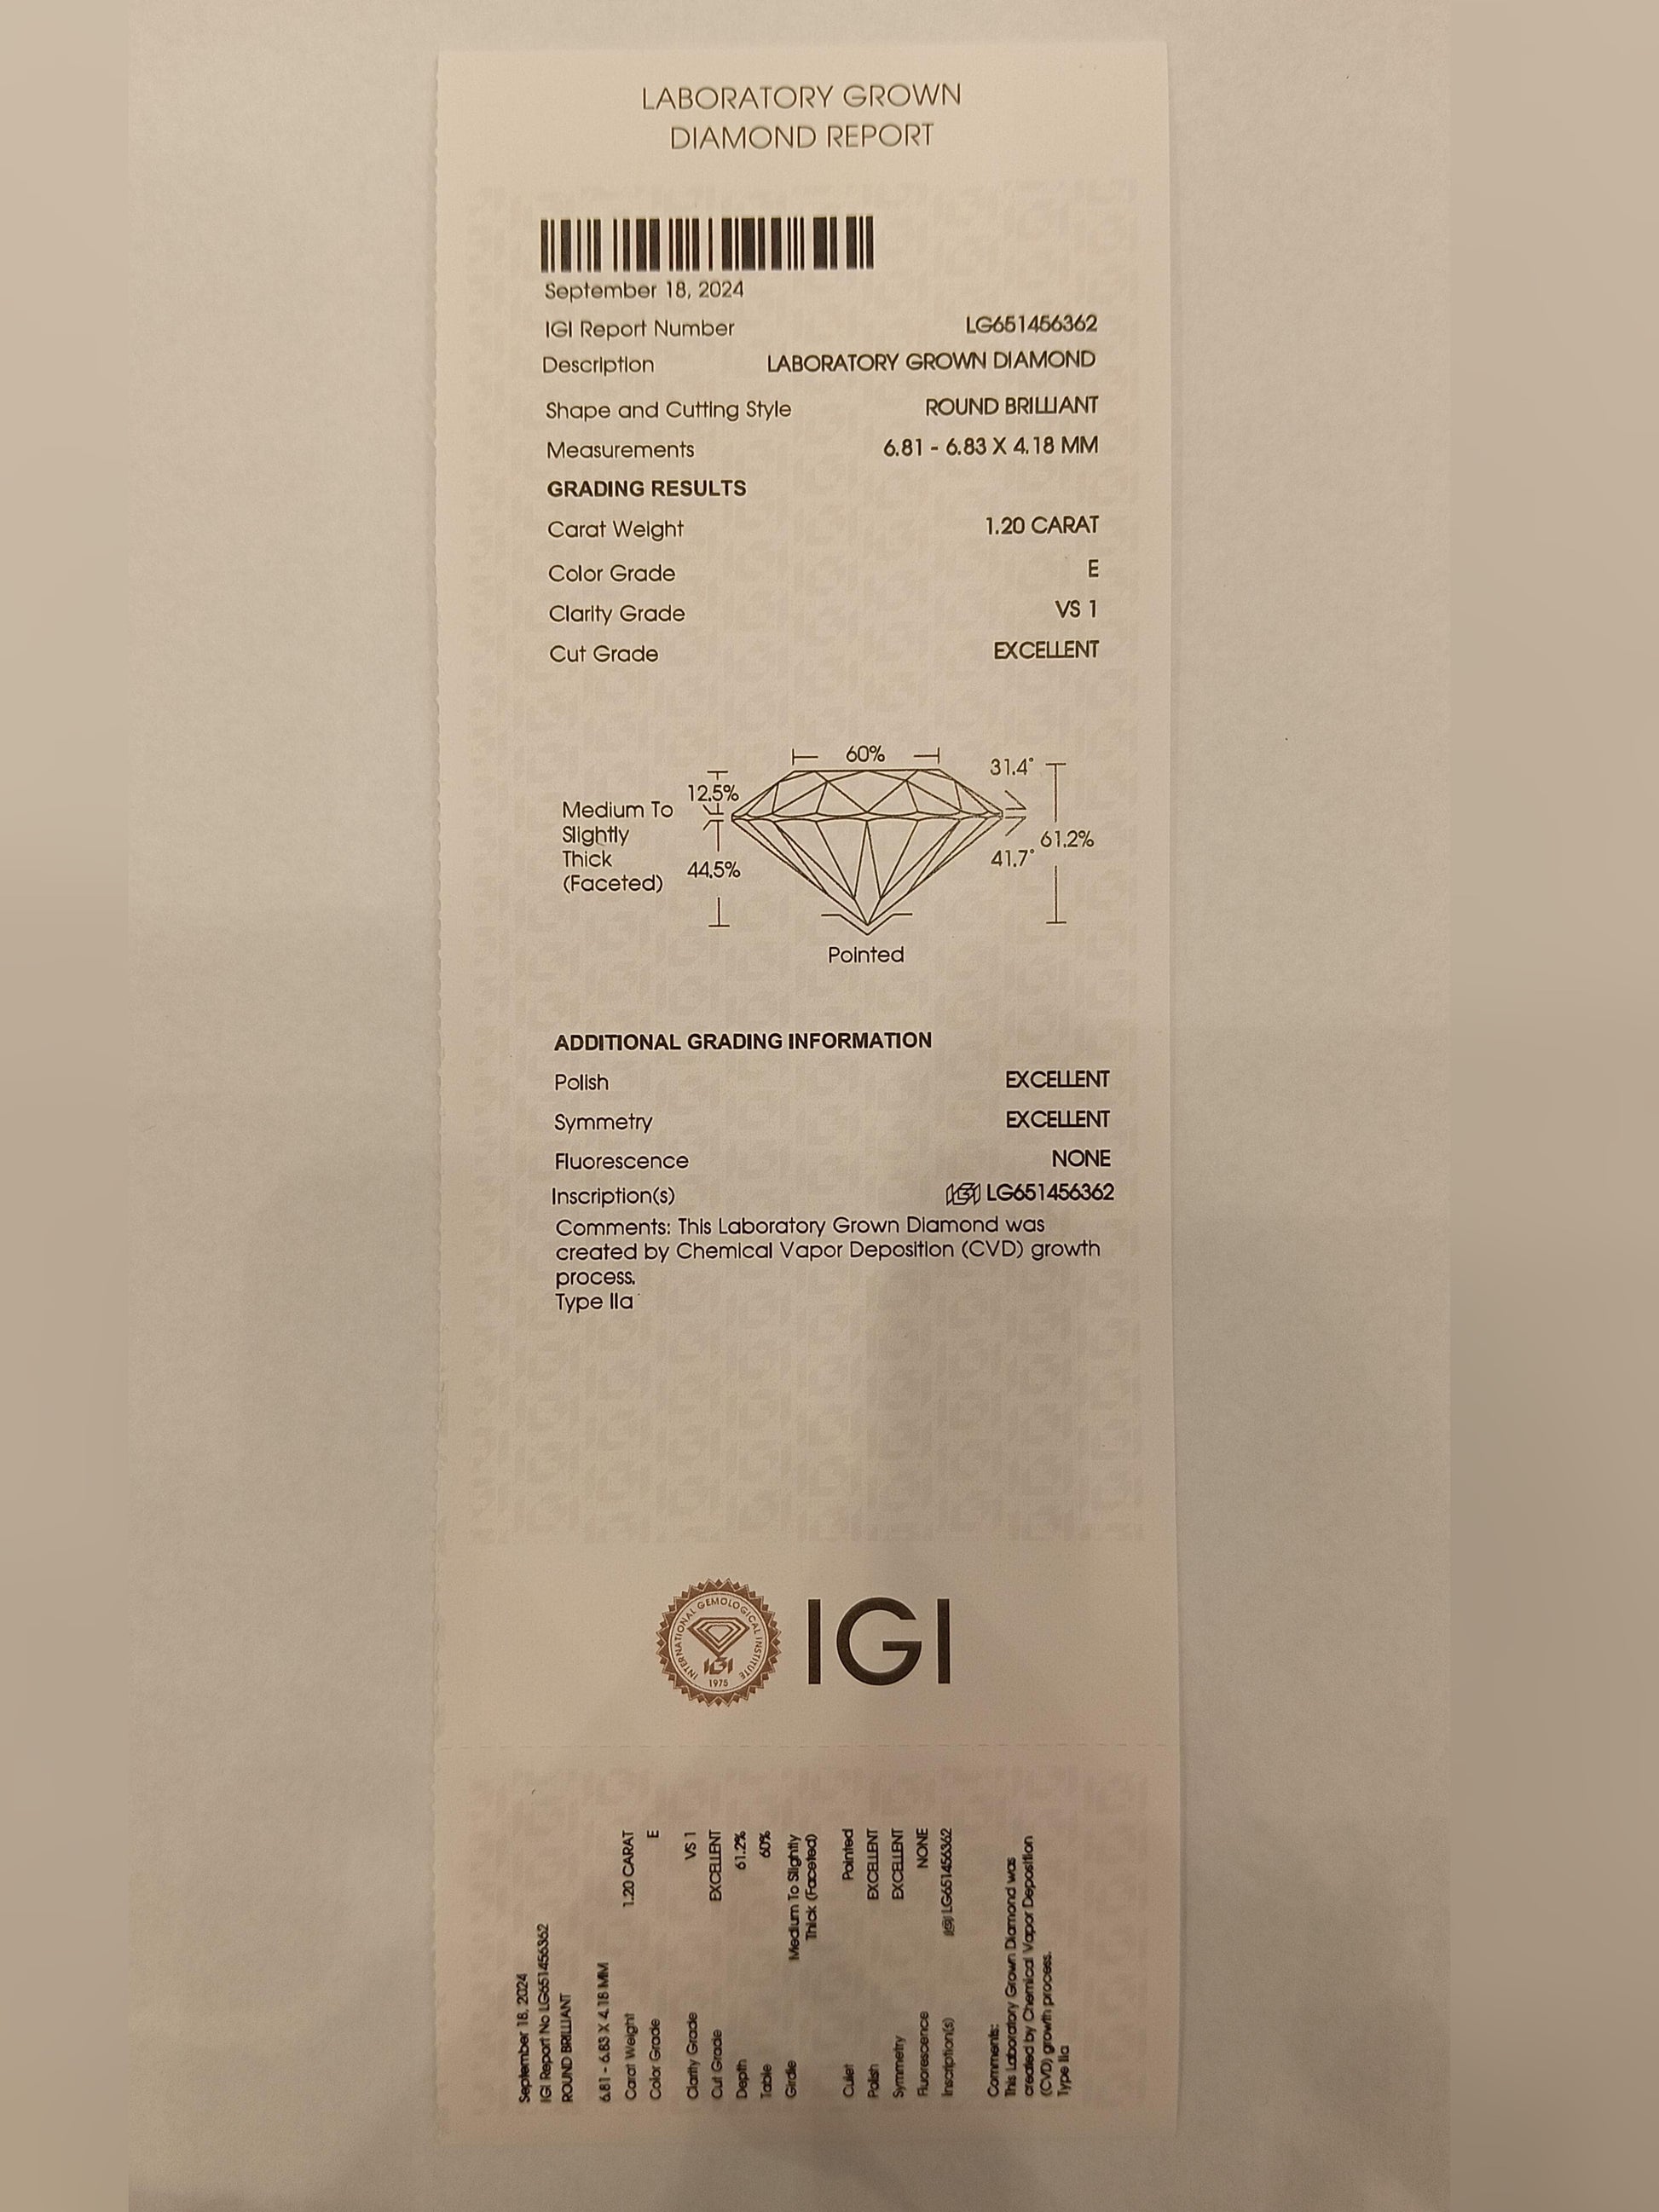 LABORATORY GROWN
DIAMOND REPORT
September 18, 2024
IGI Report Number LG651456362
Description LABORATORY GROWN DIAMOND
Shape and Cutting Style ROUND BRILLIANT
Measurements 6.81 - 6.83 X 4.18 MM
GRADING RESULTS
Carat Weight 1.20 CARAT
Color Grade E
Clarity Grade VS 1
Cut Grade EXCELLENT
60%
31.4°
12.5%
Medium To
Slightly
Thick
(Faceted)
61.2%
41.7°
44.5%
Pointed
ADDITIONAL GRADING INFORMATION
Polish EXCELLENT
Symmetry EXCELLENT
Fluorescence NONE
Inscription(s) IGI LG651456362
Comments: This Laboratory Grown Diamond was
created by Chemical Vapor Deposition (CVD) growth
process.
Type IIa
INTERNATIONAL GEMOLOGICAL INSTITUTE
IGI
1975
IGI
September 18, 2024
IGI Report No LG651456362
ROUND BRILLIANT
6.81 - 6.83 X 4.18 MM
Carat Weight 1.20 CARAT
Color Grade E
Clarity Grade VS 1
Cut Grade EXCELLENT
Depth 61.2%
Table 60%
Girdle Medium To Slightly
Thick (Faceted)
Culet Pointed
Polish EXCELLENT
Symmetry EXCELLENT
Fluorescence NONE
Inscription(s) IGI LG651456362
Comments:
This Laboratory Grown Diamond was
created by Chemical Vapor Deposition
(CVD) growth process.
Type IIa